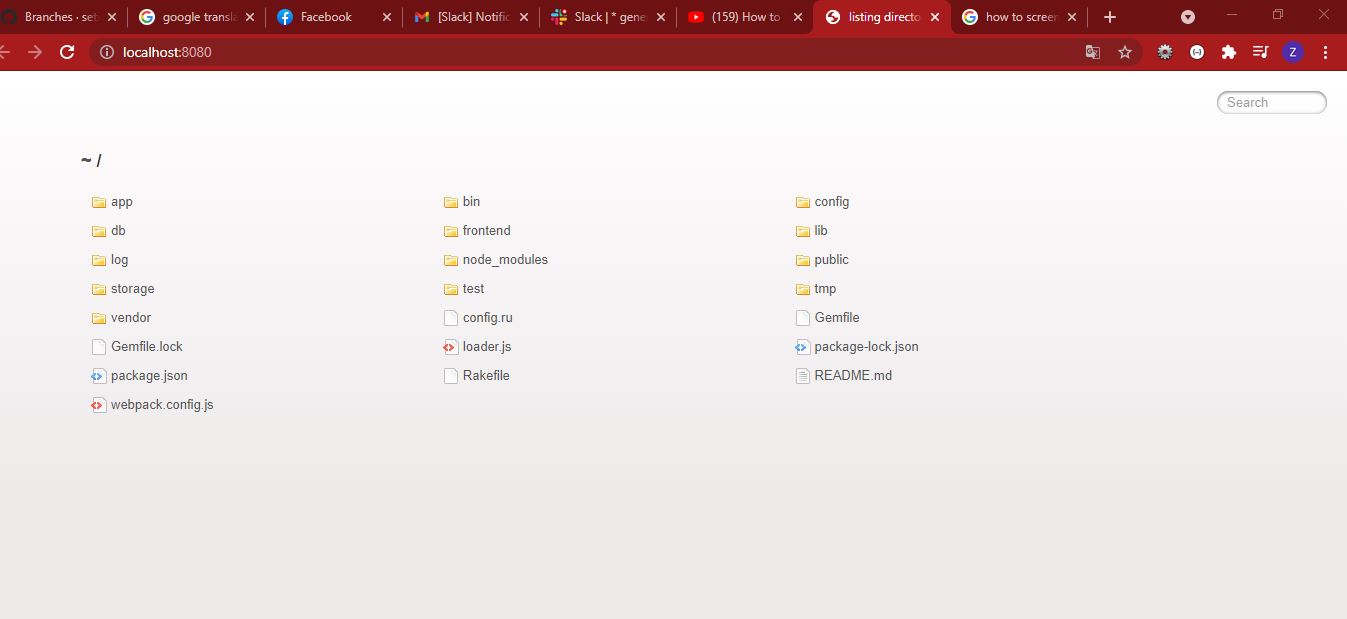 Branches · set google transla Facebook [Slack] Notific Slack | * gene (159) How to listing directo how to screen
localhost:8080 Z
Search
~ /
app bin config
db frontend lib
log node_modules public
storage test tmp
vendor config.ru Gemfile
Gemfile.lock loader.js package-lock.json
package.json Rakefile README.md
webpack.config.js